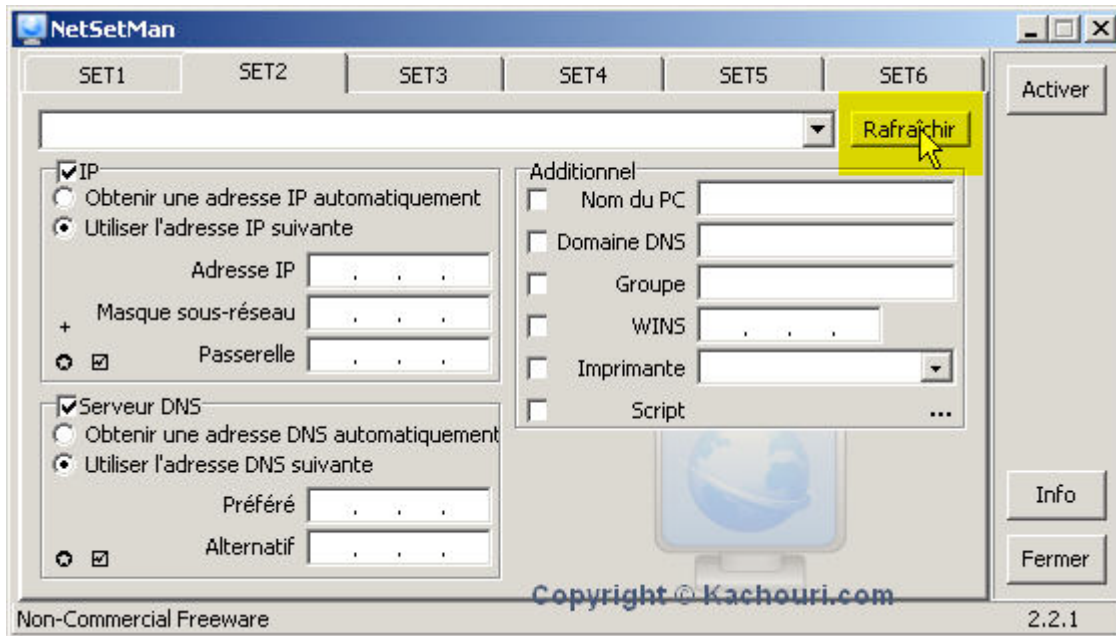 NetSetMan
SET1 SET2 SET3 SET4 SET5 SET6
Activer
Rafraîchir
IP
Obtenir une adresse IP automatiquement
Utiliser l'adresse IP suivante
Adresse IP . . .
Masque sous-réseau . . .
+
Passerelle . . .
Serveur DNS
Obtenir une adresse DNS automatiquement
Utiliser l'adresse DNS suivante
Préféré . . .
Alternatif . . .
Additionnel
Nom du PC
Domaine DNS
Groupe
WINS . . .
Imprimante
Script ...
Info
Fermer
Copyright © Kachouri.com
Non-Commercial Freeware 2.2.1